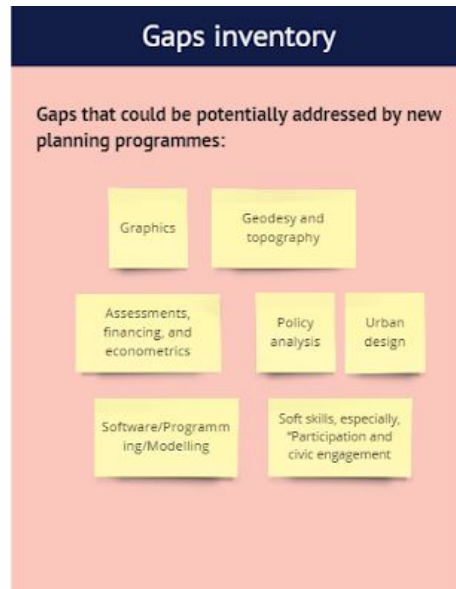 Gaps inventory
Gaps that could be potentially addressed by new
planning programmes:
Graphics
Geodesy and
topography
Assessments,
financing, and
econometrics
Policy
analysis
Urban
design
Software/Programm
ing/Modelling
Soft skills, especially,
"Participation and
civic engagement